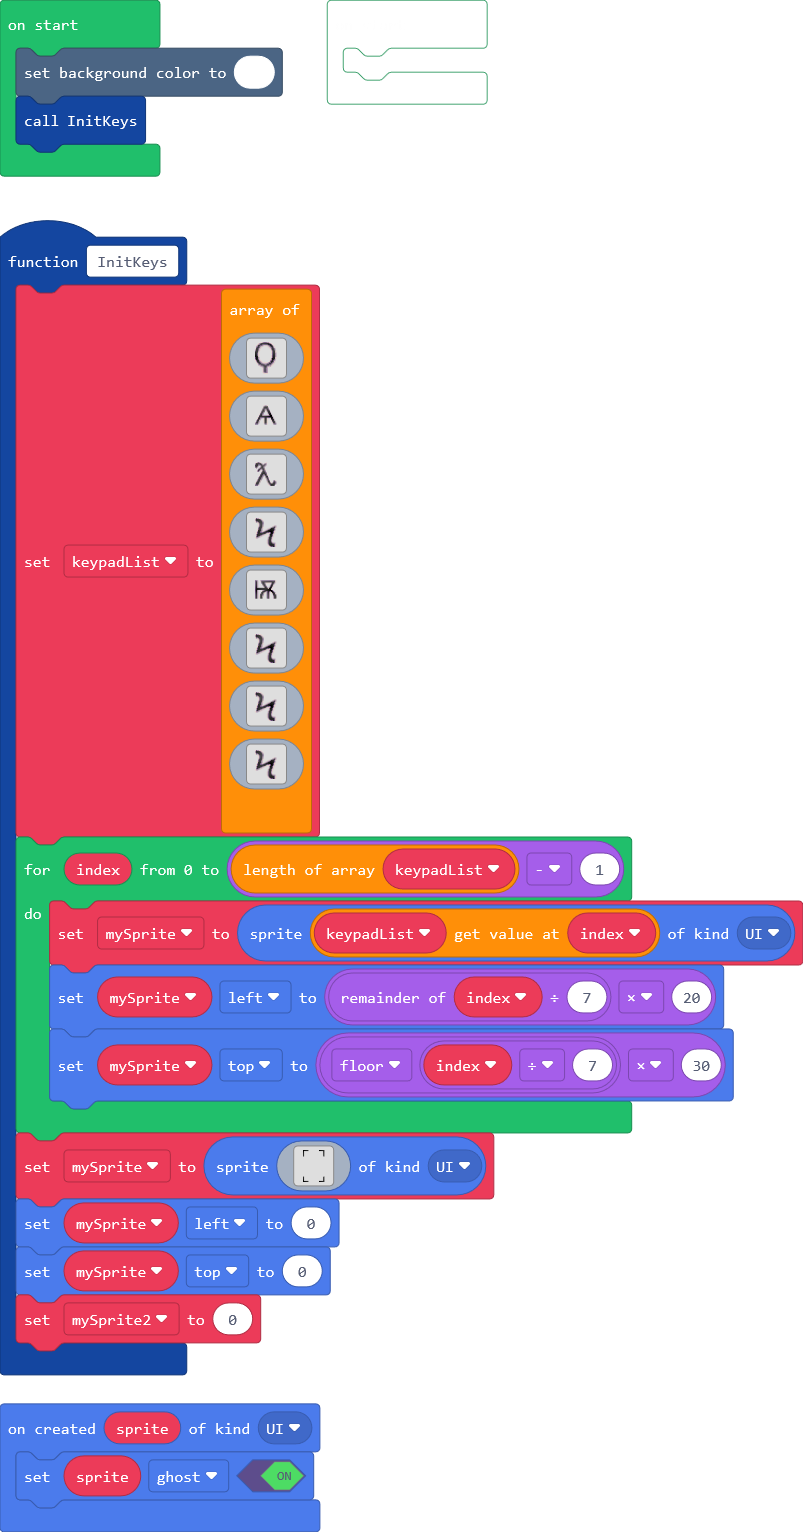 on start
set background color to
call InitKeys
function InitKeys
array of
set keypadList to
for index from 0 to length of array keypadList - 1
do
set mySprite to sprite keypadList get value at index of kind UI
set mySprite left to remainder of index ÷ 7 × 20
set mySprite top to floor index ÷ 7 × 30
set mySprite to sprite of kind UI
set mySprite left to 0
set mySprite top to 0
set mySprite2 to 0
on created sprite of kind UI
set sprite ghost ON